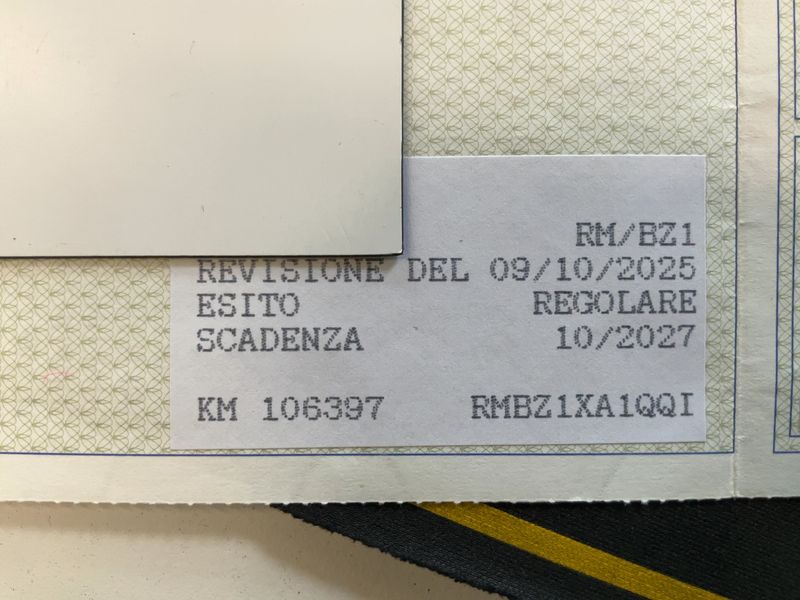 RM/BZ1
REVISIONE DEL 09/10/2025
ESITO REGOLARE
SCADENZA 10/2027
KM 106397 RMBZ1XA1QQI